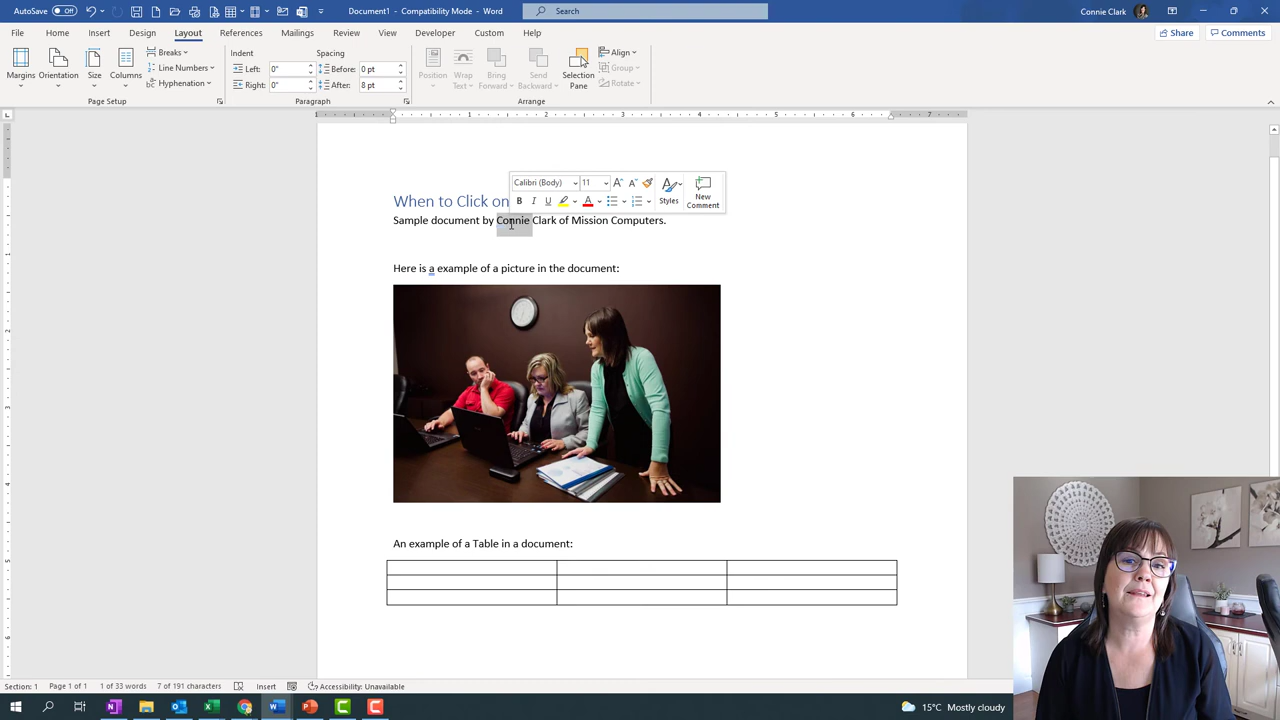 AutoSave Off Document1 - Compatibility Search Connie Clark
File Home Insert Design Layout References Mailings Review View Developer Custom Help Share Comments
Margins Orientation Size Columns Breaks Line Numbers Hyphenation
Indent Spacing
Left: 0" Before: 0 pt
Right: 0" After: 8 pt
Position Wrap Text Bring Forward Send Backward Selection Pane Align Group Rotate
Page Setup Paragraph Arrange
Calibri (Body) 11
B I U A Styles New Comment
When to Click on
Sample document by Connie Clark of Mission Computers.
Here is a example of a picture in the document:
An example of a Table in a document:
Section: 1 Page 1 of 1 1 of 33 words 7 of 191 characters Insert Accessibility: Unavailable
15°C Mostly cloudy